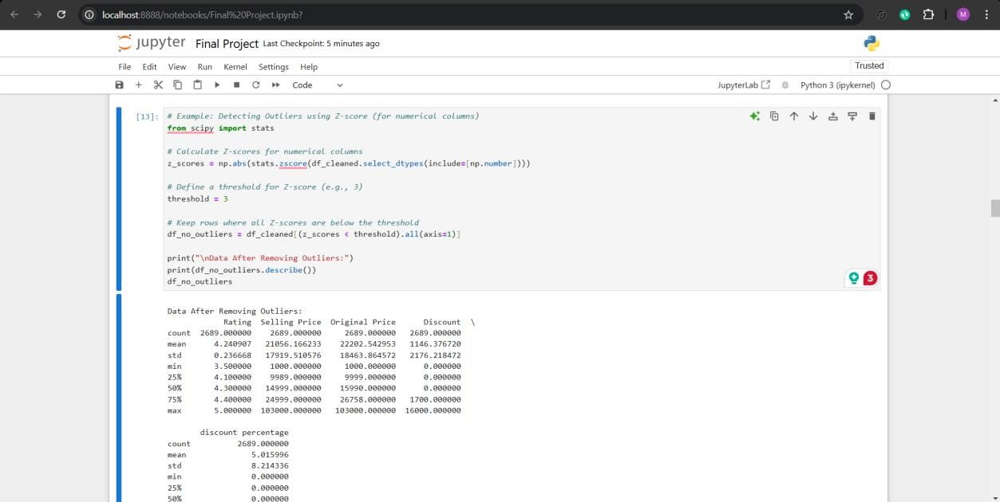 localhost:8888/notebooks/Final%20Project.ipynb?
M
jupyter Final Project Last Checkpoint: 5 minutes ago
File Edit View Run Kernel Settings Help
Trusted
Code
JupyterLab
Python 3 (ipykernel)
[13]: # Example: Detecting Outliers using Z-score (for numerical columns)
from scipy import stats
# Calculate Z-scores for numerical columns
z_scores = np.abs(stats.zscore(df_cleaned.select_dtypes(include=[np.number])))
# Define a threshold for Z-score (e.g., 3)
threshold = 3
# Keep rows where all Z-scores are below the threshold
df_no_outliers = df_cleaned[(z_scores < threshold).all(axis=1)]
print("\nData After Removing Outliers:")
print(df_no_outliers.describe())
df_no_outliers
3
Data After Removing Outliers:
Rating Selling Price Original Price Discount \
count 2689.000000 2689.000000 2689.000000 2689.000000
mean 4.240907 21056.166233 22202.542953 1146.376720
std 0.236668 17919.510576 18463.864572 2176.218472
min 3.500000 1000.000000 1000.000000 0.000000
25% 4.100000 9989.000000 9999.000000 0.000000
50% 4.300000 14999.000000 15990.000000 0.000000
75% 4.400000 24999.000000 26758.000000 1700.000000
max 5.000000 103000.000000 103000.000000 16000.000000
discount percentage
count 2689.000000
mean 5.015996
std 8.214336
min 0.000000
25% 0.000000
50% 0.000000